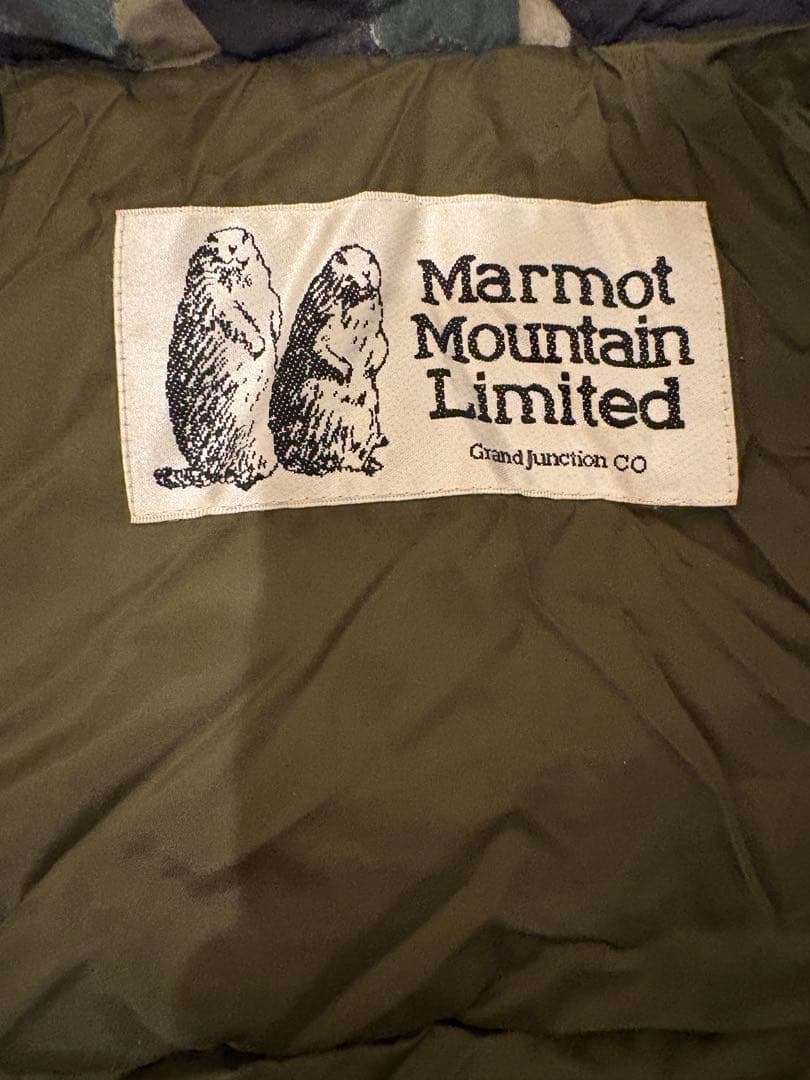 Marmot
Mountain
Limited
Grand Junction CO